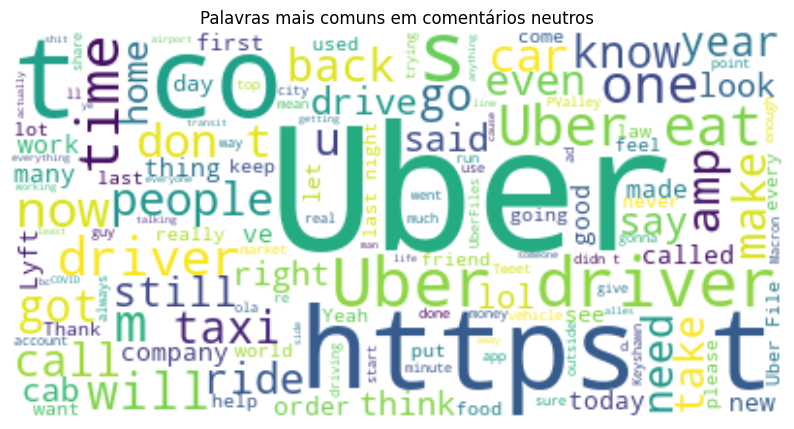 Palavras mais comuns em comentários neutros
shit share ll airport first used trying come anything
t co s back car know year
actually home day top city mean drive go even one look point
lot time don t u said Uber eat PValley enough
work transit way getting line law feel
many thing keep let last night run use cause ad amp make
everything last everyone Uber made never every
working now people real went much UberFiles going good say
least talking guy really ve man gonna
Lyft driver market friend life someone didn t called Macron
bc COVID right Uber driver see
always got still ola re lol Tweet give
Thank m taxi Yeah done money vehicle alles outside Keyshawn need take Uber File
account call company world side driving put https t
cab will ride start minute app away please
want help order think food sure today new